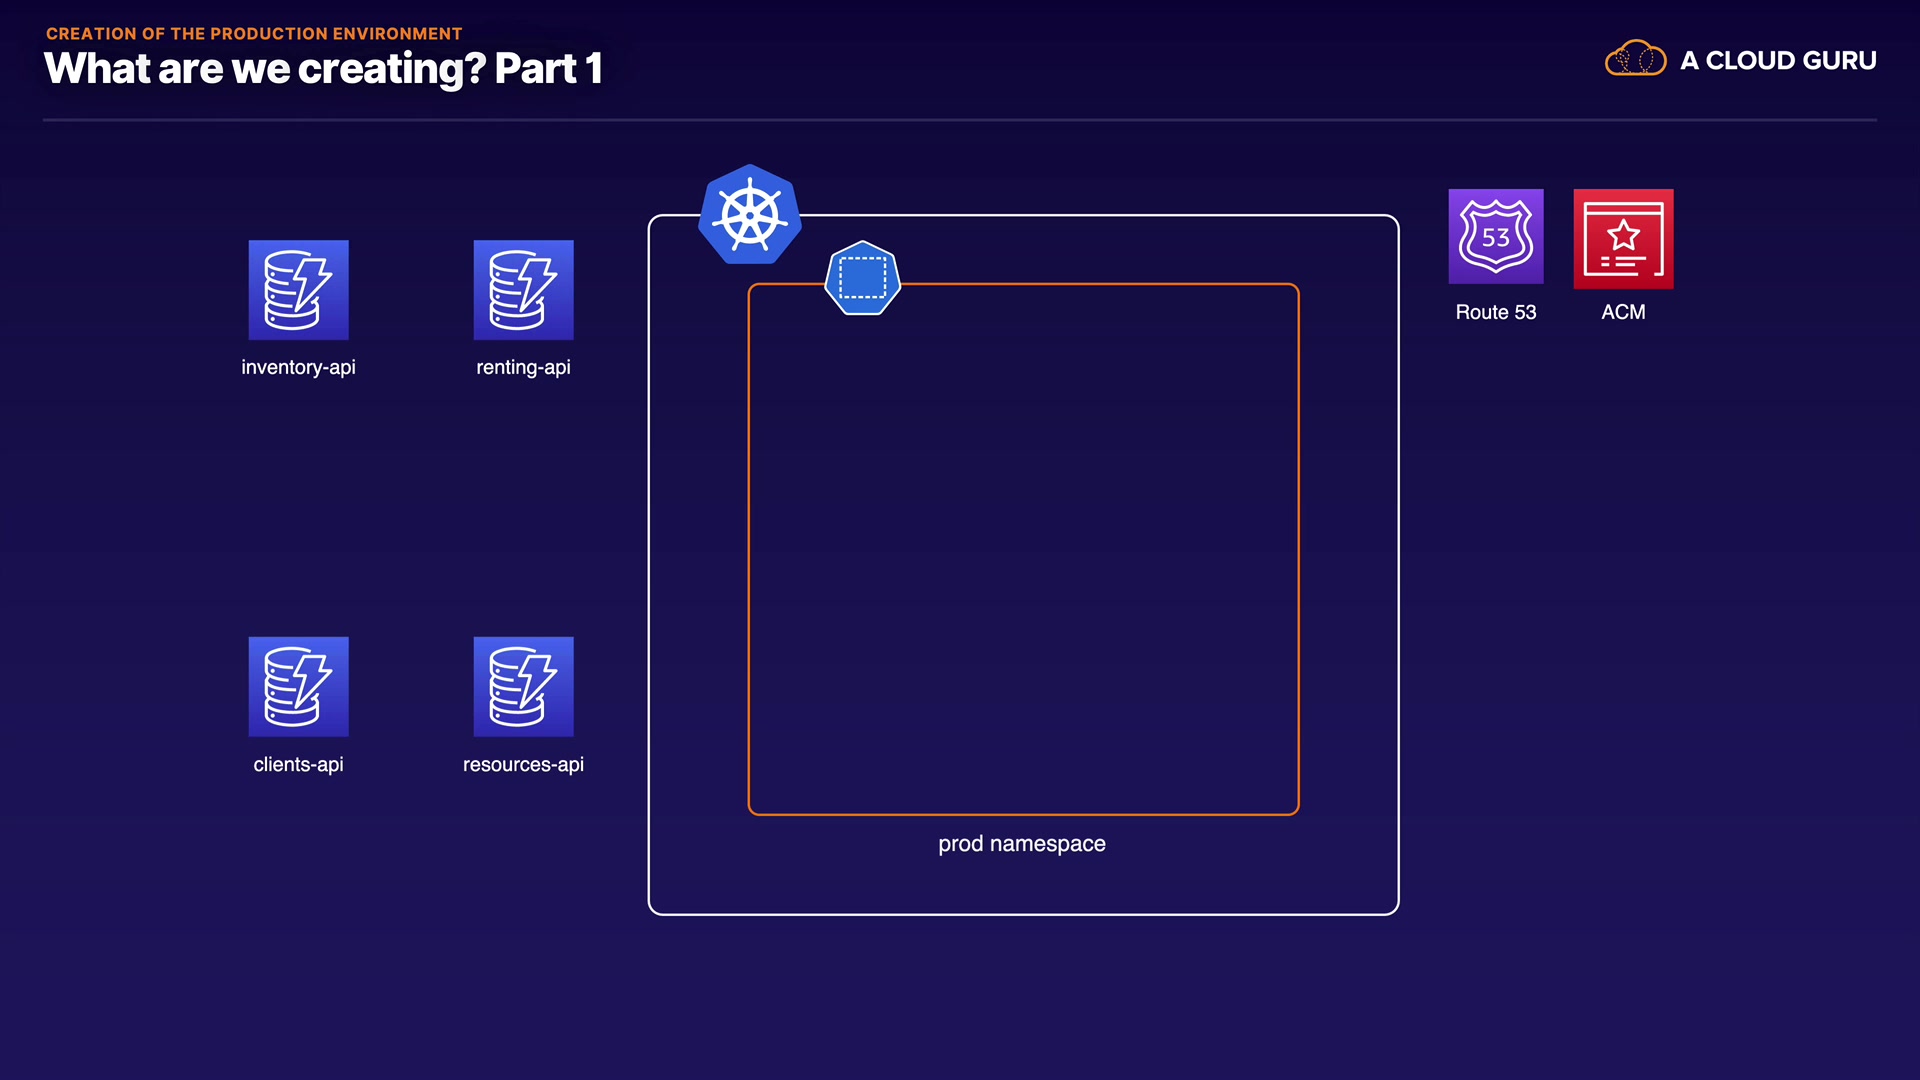 CREATION OF THE PRODUCTION ENVIRONMENT
What are we creating? Part 1
A CLOUD GURU
53
Route 53
ACM
inventory-api
renting-api
clients-api
resources-api
prod namespace